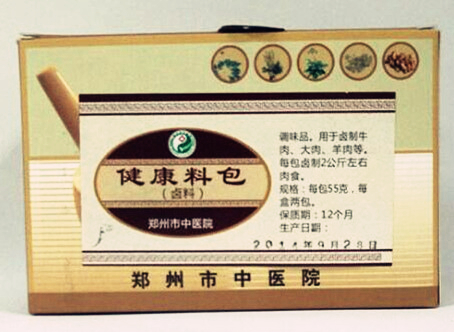 健康料包
（卤料）
郑州市中医院
调味品。用于卤制牛
肉、大肉、羊肉等。
每包卤制2公斤左右
肉食。
规格：每包55克，每
盒两包。
保质期：12个月
生产日期：
2014年9月28日
郑州市中医院